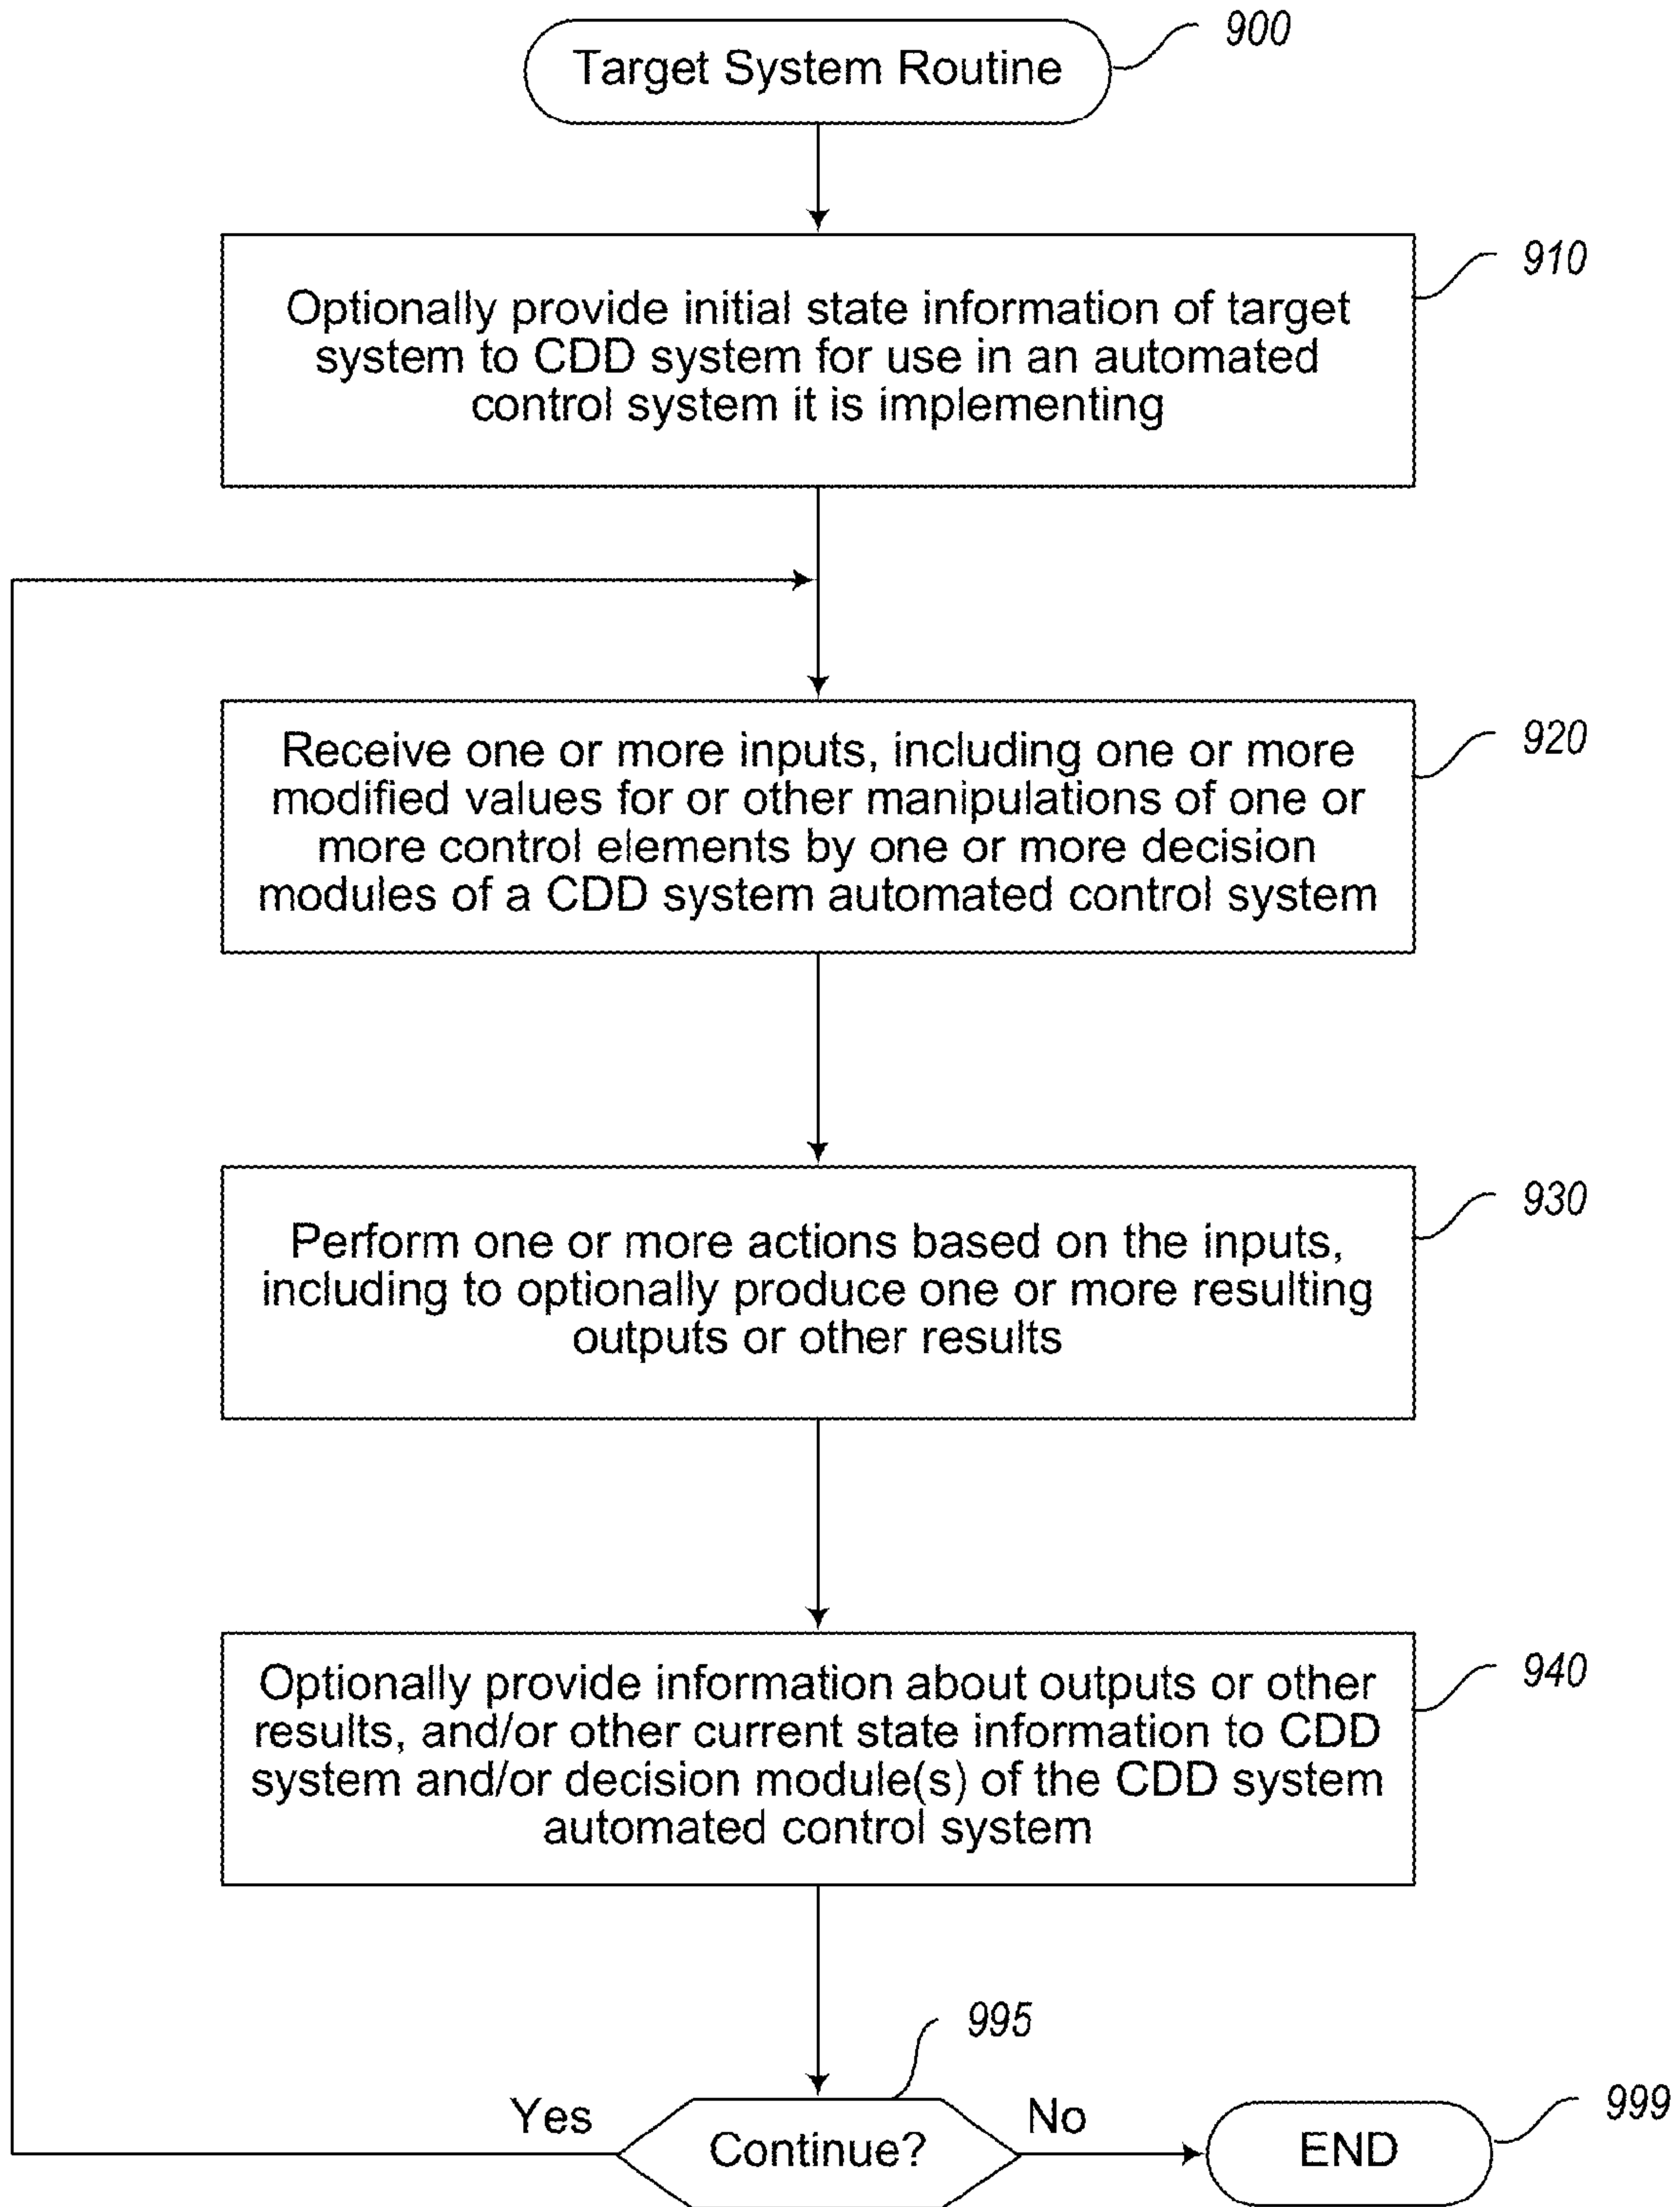 Target System Routine
900
910
Optionally provide initial state information of target
system to CDD system for use in an automated
control system it is implementing
920
Receive one or more inputs, including one or more
modified values for or other manipulations of one or
more control elements by one or more decision
modules of a CDD system automated control system
930
Perform one or more actions based on the inputs,
including to optionally produce one or more resulting
outputs or other results
940
Optionally provide information about outputs or other
results, and/or other current state information to CDD
system and/or decision module(s) of the CDD system
automated control system
995
Yes
Continue?
No
END
999